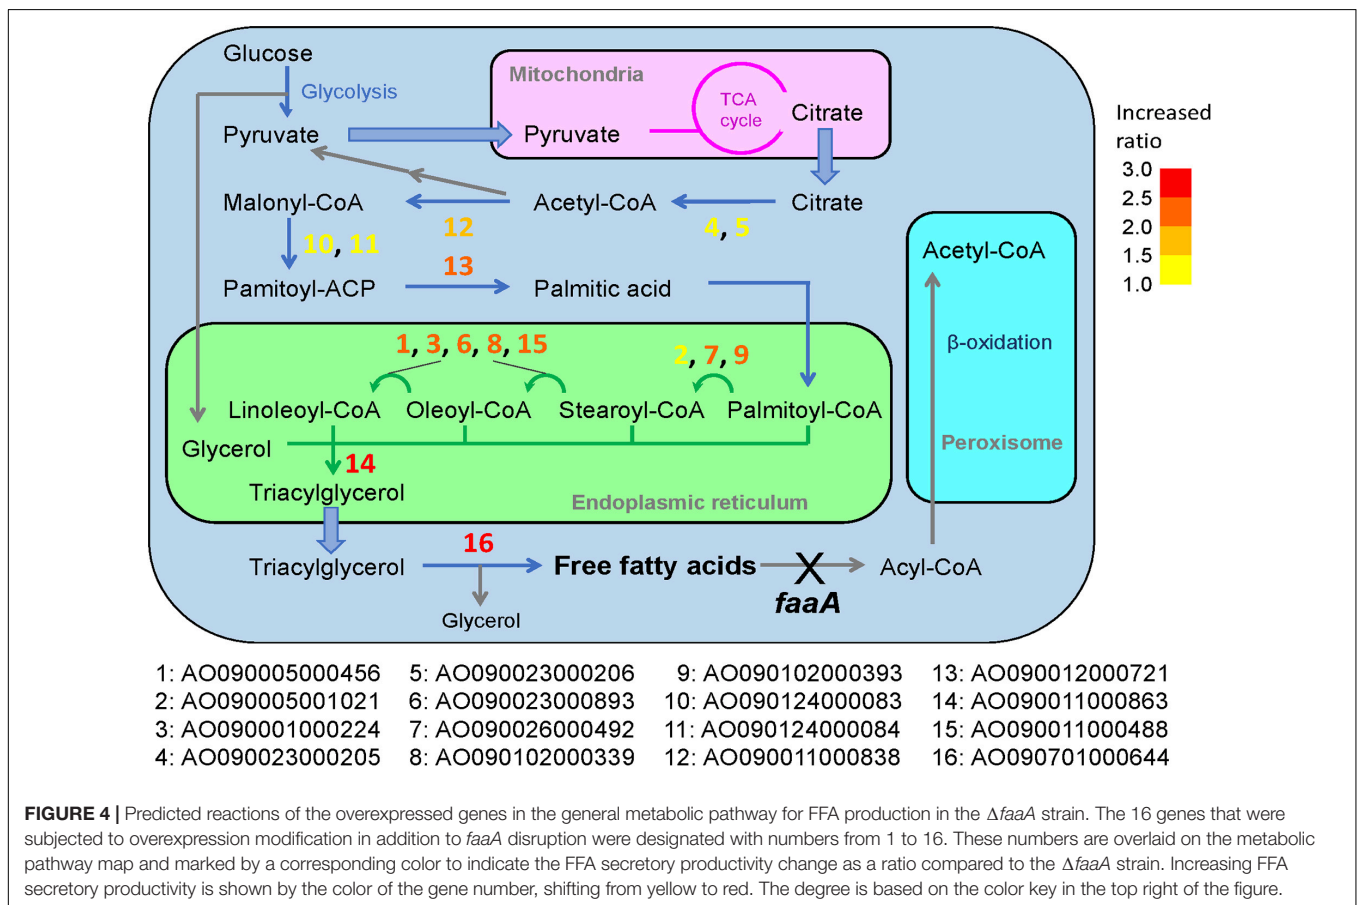 Glucose
Glycolysis
Mitochondria
TCA
cycle
Citrate
Pyruvate
Pyruvate
Increased
ratio
3.0
2.5
2.0
1.5
1.0
Malonyl-CoA
Acetyl-CoA
Citrate
12
4, 5
10, 11
13
Pamitoyl-ACP
Palmitic acid
Acetyl-CoA
β-oxidation
Peroxisome
1, 3, 6, 8, 15
2, 7, 9
Linoleoyl-CoA
Oleoyl-CoA
Stearoyl-CoA
Palmitoyl-CoA
Glycerol
14
Triacylglycerol
Endoplasmic reticulum
16
Triacylglycerol
Free fatty acids
X
faaA
Acyl-CoA
Glycerol
1: AO090005000456 5: AO090023000206 9: AO090102000393 13: AO090012000721
2: AO090005001021 6: AO090023000893 10: AO090124000083 14: AO090011000863
3: AO090001000224 7: AO090026000492 11: AO090124000084 15: AO090011000488
4: AO090023000205 8: AO090102000339 12: AO090011000838 16: AO090701000644
FIGURE 4 | Predicted reactions of the overexpressed genes in the general metabolic pathway for FFA production in the ΔfaaA strain. The 16 genes that were
subjected to overexpression modification in addition to faaA disruption were designated with numbers from 1 to 16. These numbers are overlaid on the metabolic
pathway map and marked by a corresponding color to indicate the FFA secretory productivity change as a ratio compared to the ΔfaaA strain. Increasing FFA
secretory productivity is shown by the color of the gene number, shifting from yellow to red. The degree is based on the color key in the top right of the figure.